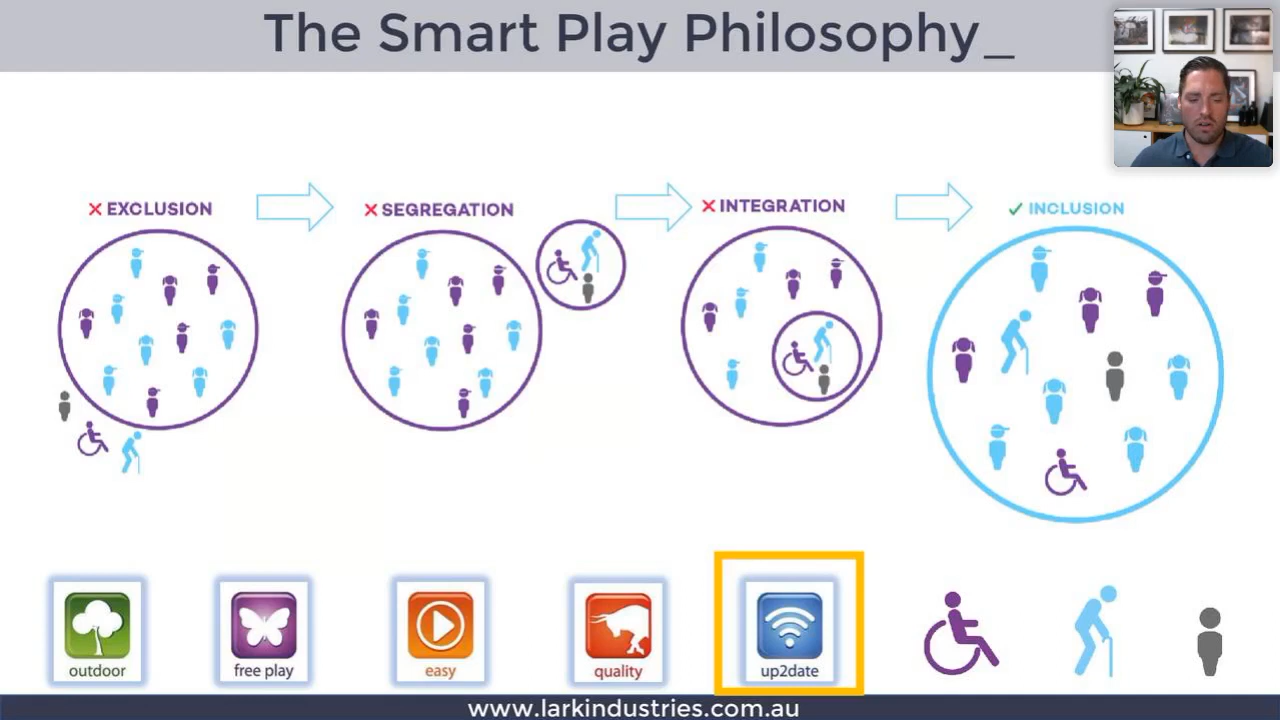 The Smart Play Philosophy_
✗ EXCLUSION
✗ SEGREGATION
✗ INTEGRATION
✓ INCLUSION
outdoor
free play
easy
quality
up2date
www.larkindustries.com.au